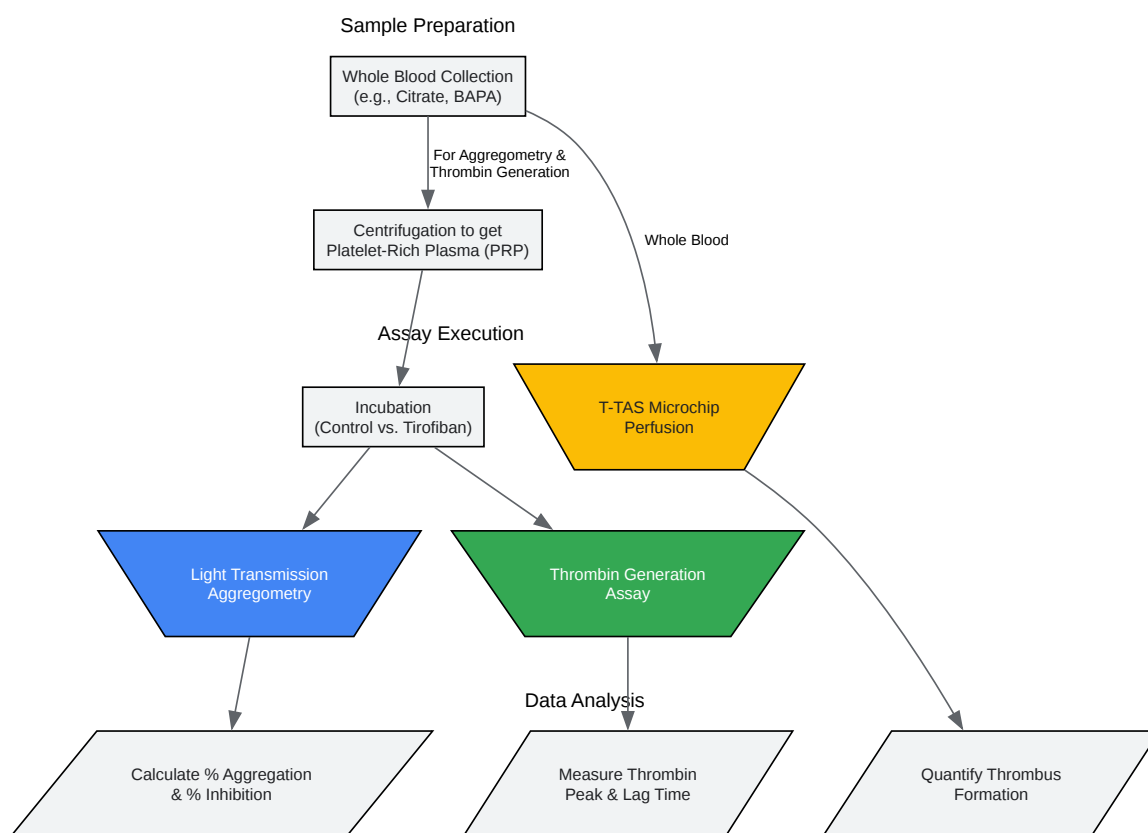 Sample Preparation
Whole Blood Collection
(e.g., Citrate, BAPA)
For Aggregometry &
Thrombin Generation
Centrifugation to get
Platelet-Rich Plasma (PRP)
Whole Blood
Assay Execution
Incubation
(Control vs. Tirofiban)
T-TAS Microchip
Perfusion
Light Transmission
Aggregometry
Thrombin Generation
Assay
Data Analysis
Calculate % Aggregation
& % Inhibition
Measure Thrombin
Peak & Lag Time
Quantify Thrombus
Formation